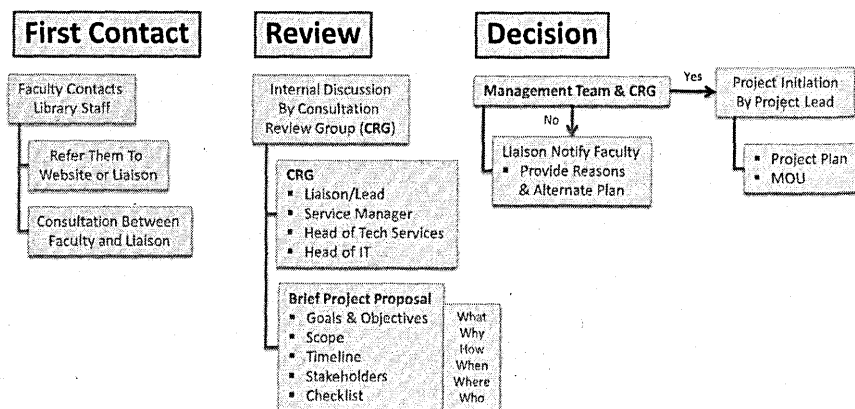 First Contact
Faculty Contacts
Library Staff
Refer Them To
Website or Liaison
Consultation Between
Faculty and Liaison
Review
Internal Discussion
By Consultation
Review Group (CRG)
CRG
▪ Liaison/Lead
▪ Service Manager
▪ Head of Tech Services
▪ Head of IT
Brief Project Proposal
▪ Goals & Objectives
▪ Scope
▪ Timeline
▪ Stakeholders
▪ Checklist
What
Why
How
When
Where
Who
Decision
Management Team & CRG
Yes
No
Liaison Notify Faculty
▪ Provide Reasons
& Alternate Plan
Project Initiation
By Project Lead
▪ Project Plan
▪ MOU